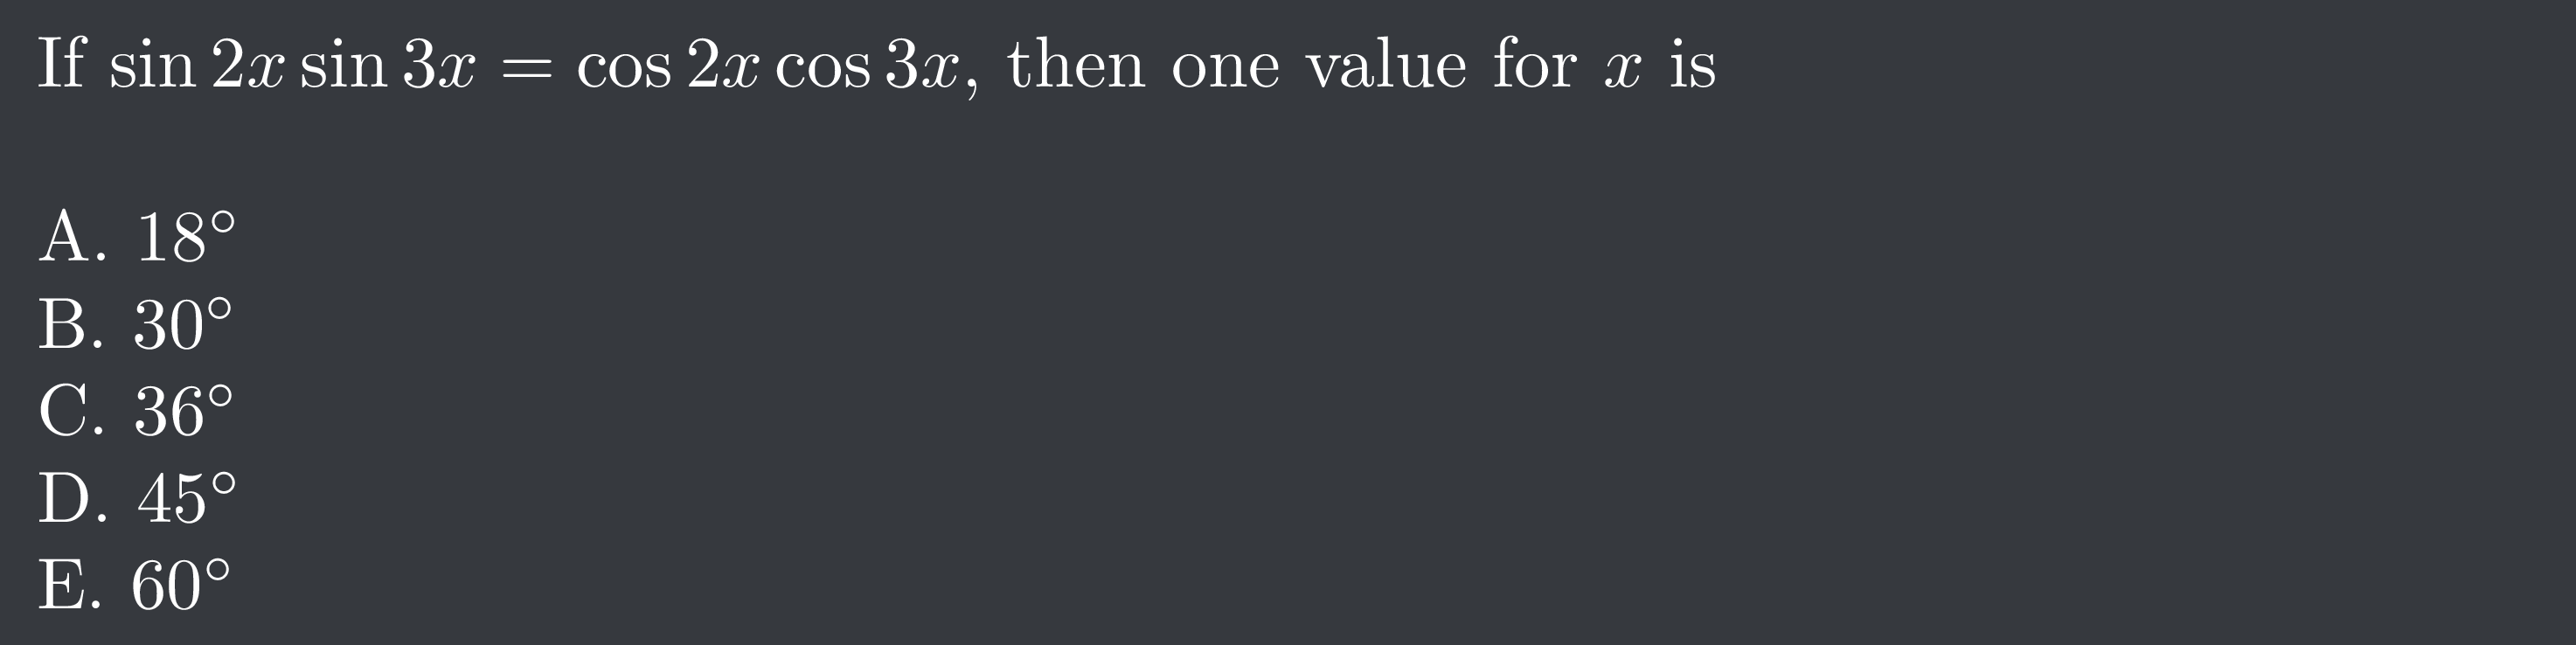 If sin 2x sin 3x = cos 2x cos 3x, then one value for x is
A. 18°
B. 30°
C. 36°
D. 45°
E. 60°